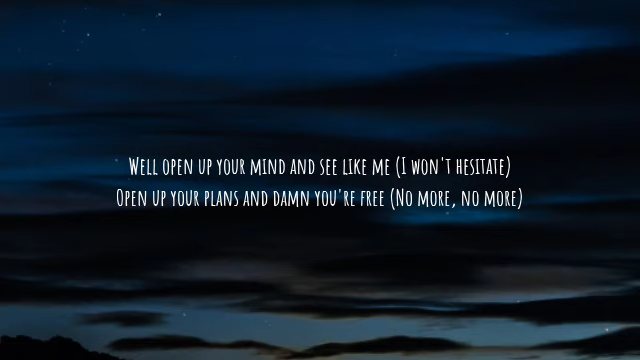 Well open up your mind and see like me (I won't hesitate)
Open up your plans and damn you're free (No more, no more)